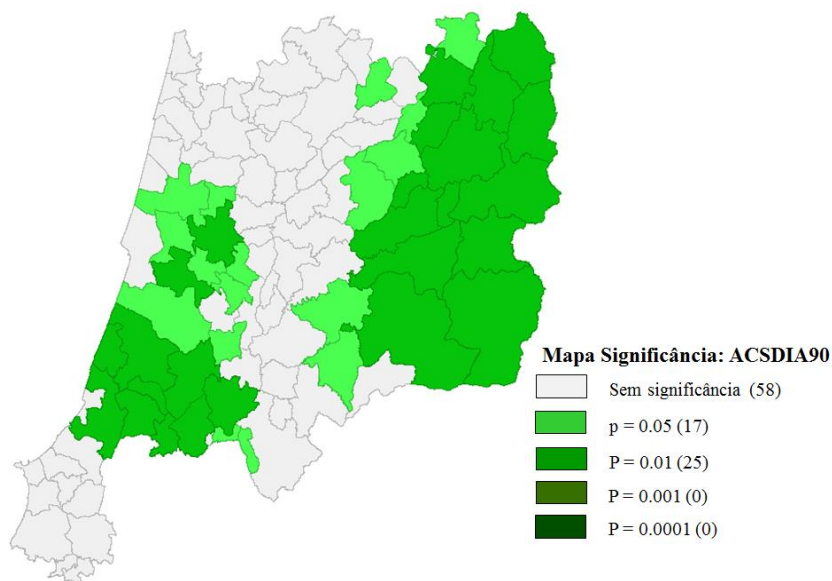 Mapa Significância: ACSDIA90
Sem significância (58)
p = 0.05 (17)
P = 0.01 (25)
P = 0.001 (0)
P = 0.0001 (0)